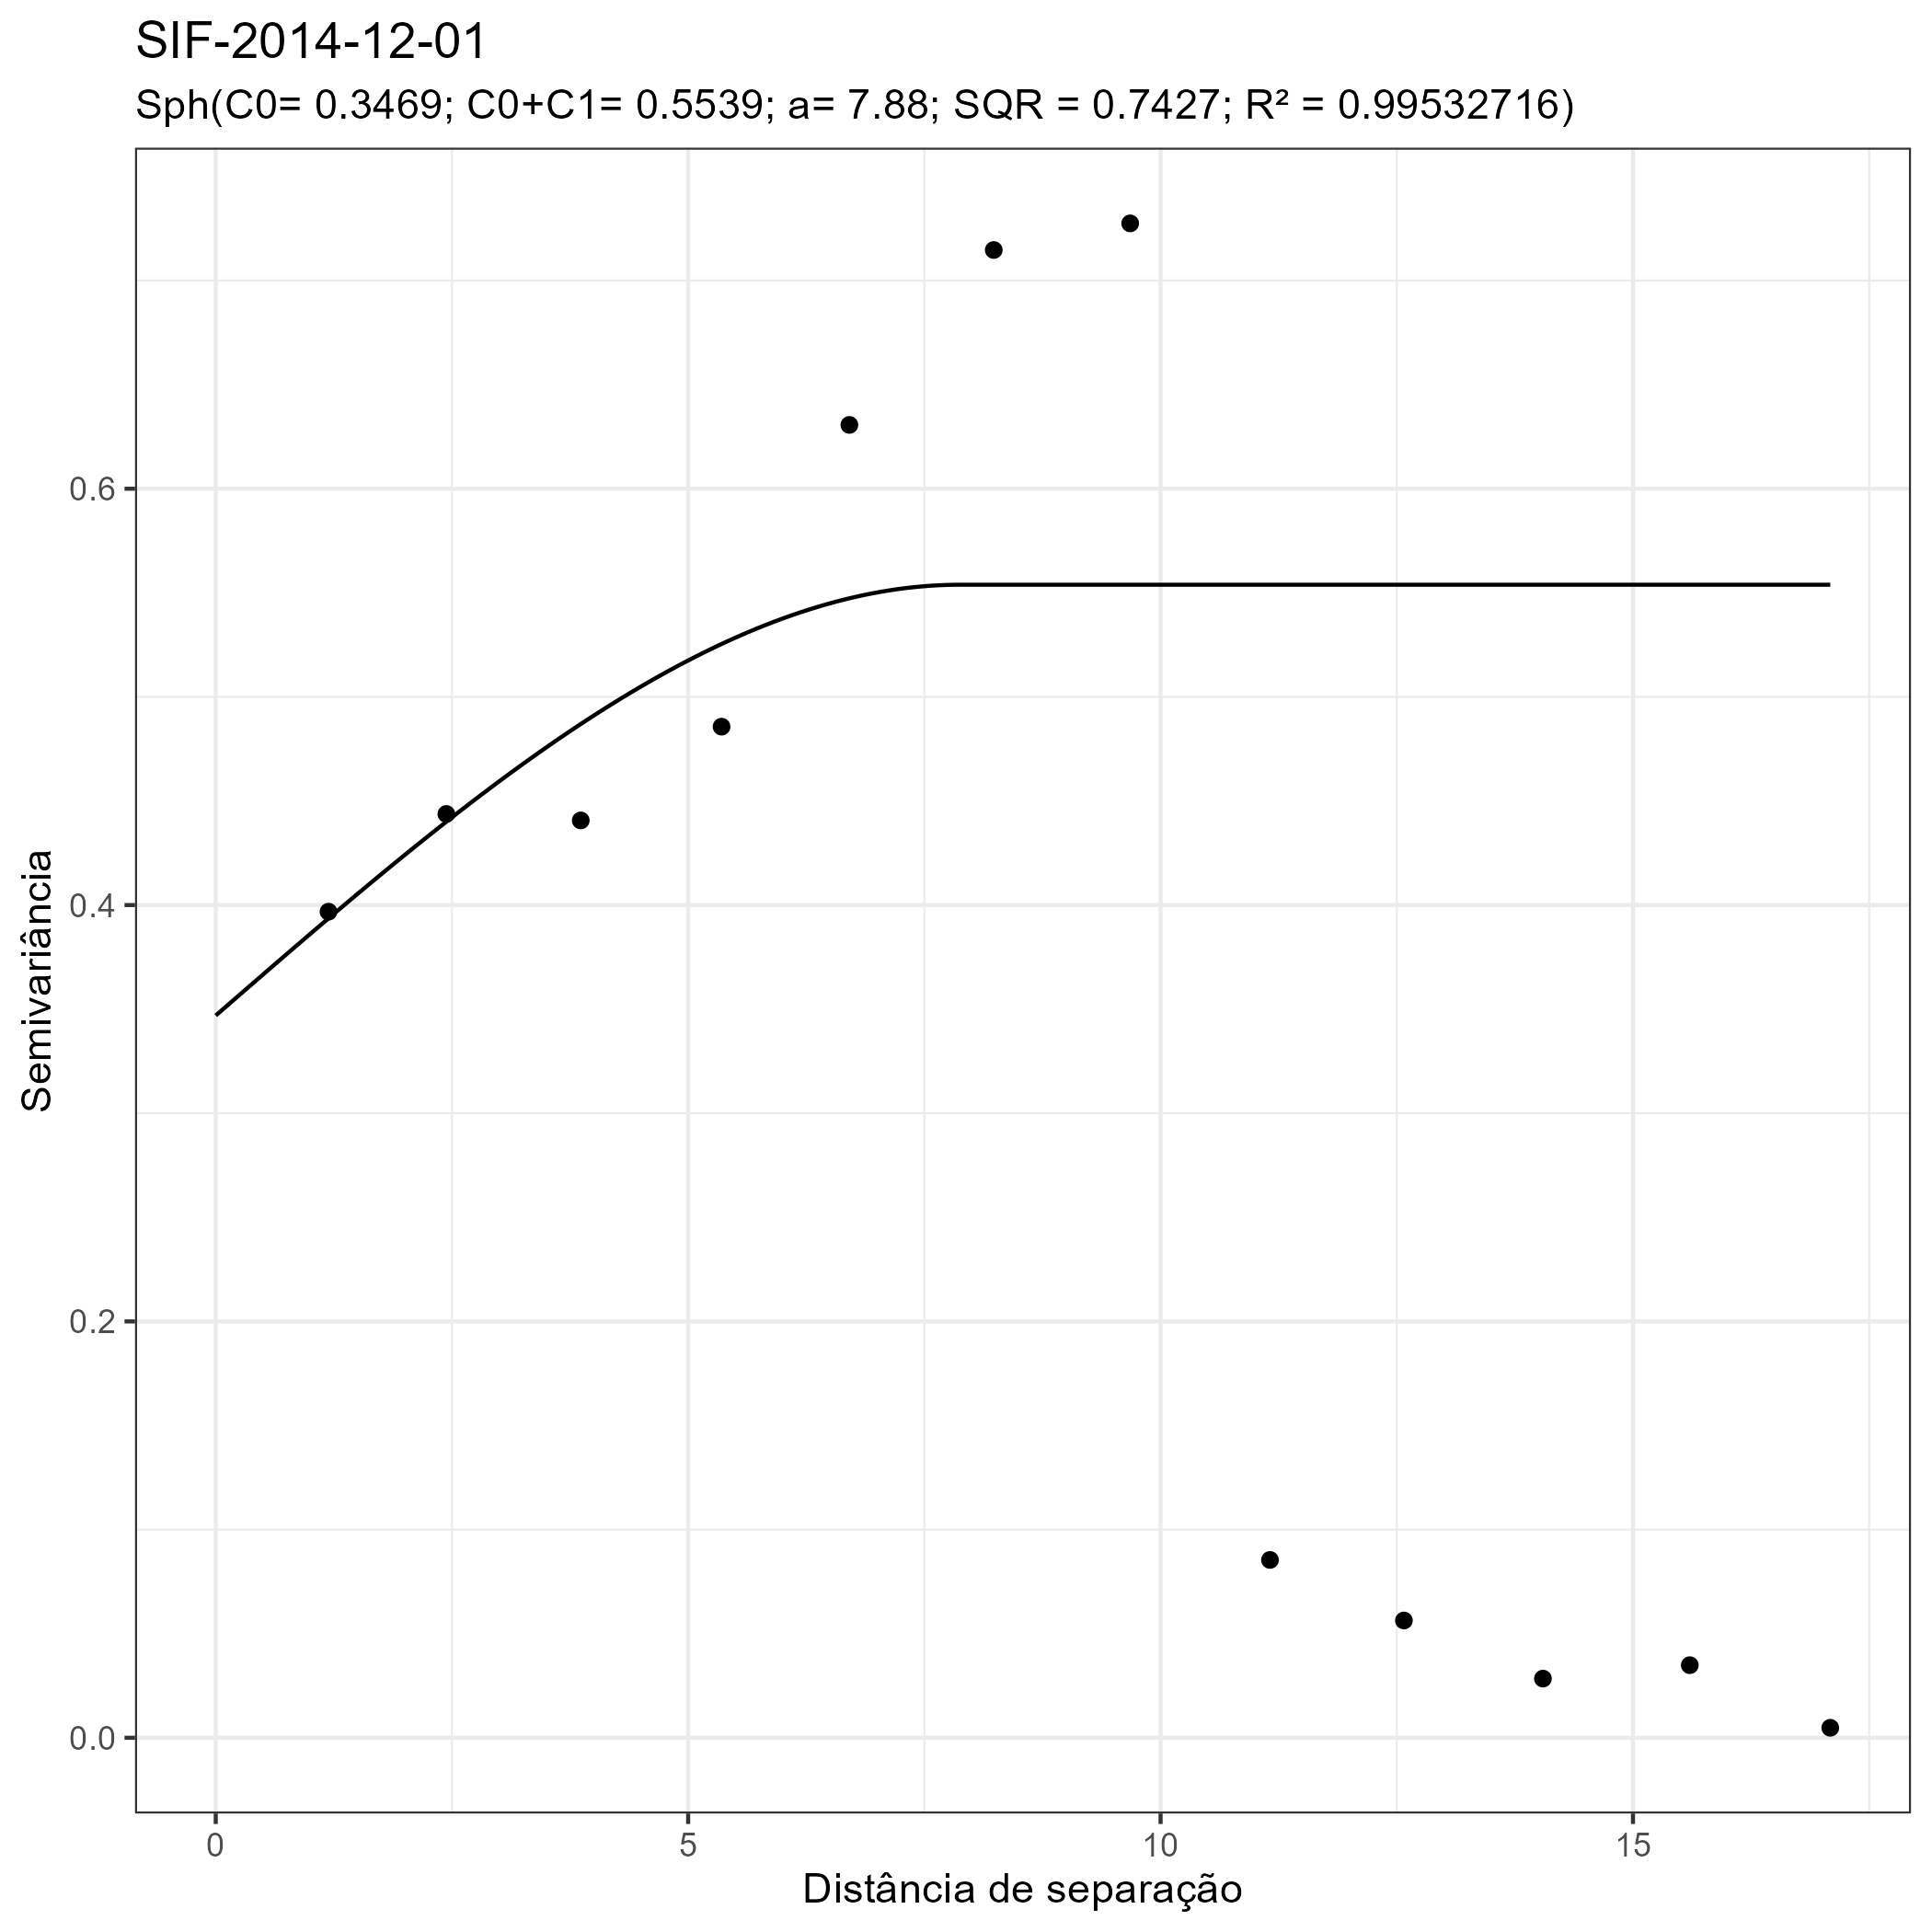 SIF-2014-12-01
Sph(C0= 0.3469; C0+C1= 0.5539; a= 7.88; SQR = 0.7427; R² = 0.99532716)
Semivariância
0.6
0.4
0.2
0.0
0
5
10
15
Distância de separação